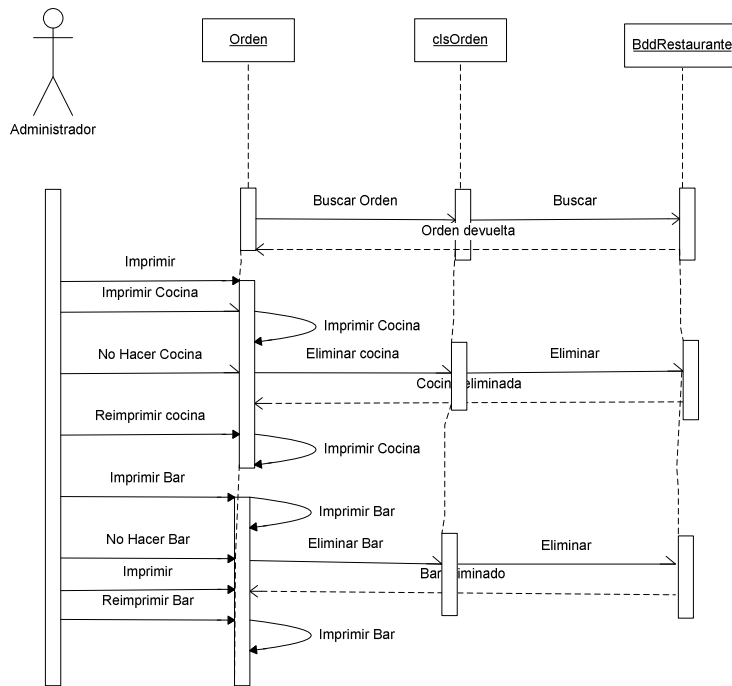 Orden
clsOrden
BddRestaurante
Administrador
Buscar Orden
Buscar
Orden devuelta
Imprimir
Imprimir Cocina
Imprimir Cocina
No Hacer Cocina
Eliminar cocina
Eliminar
Cocina eliminada
Reimprimir cocina
Imprimir Cocina
Imprimir Bar
Imprimir Bar
No Hacer Bar
Eliminar Bar
Eliminar
Imprimir
Bar eliminado
Reimprimir Bar
Imprimir Bar